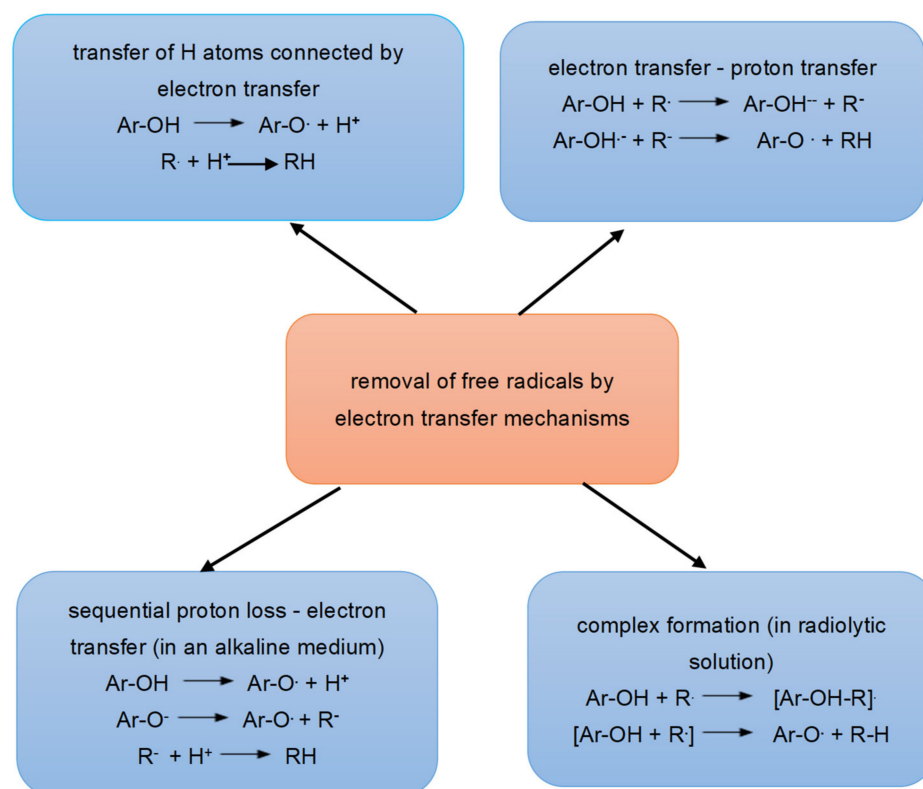 transfer of H atoms connected by
electron transfer
Ar-OH ⟶ Ar-O· + H⁺
R· + H⁺ ⟶ RH
electron transfer - proton transfer
Ar-OH + R· ⟶ Ar-OH·- + R⁻
Ar-OH·- + R⁻ ⟶ Ar-O · + RH
removal of free radicals by
electron transfer mechanisms
sequential proton loss - electron
transfer (in an alkaline medium)
Ar-OH ⟶ Ar-O· + H⁺
Ar-O⁻ ⟶ Ar-O· + R⁻
R⁻ + H⁺ ⟶ RH
complex formation (in radiolytic
solution)
Ar-OH + R· ⟶ [Ar-OH-R]·
[Ar-OH + R·] ⟶ Ar-O· + R-H